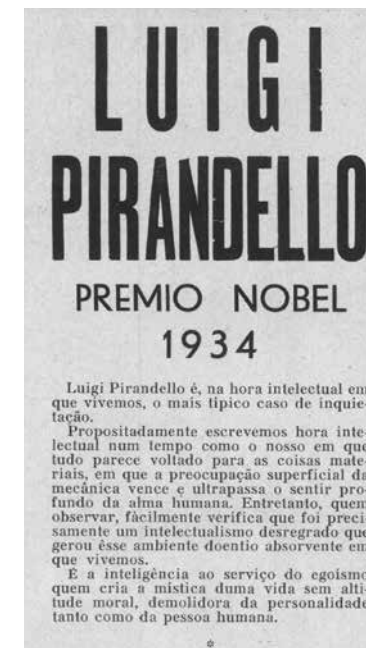 LUIGI
PIRANDELLO
PREMIO NOBEL
1934
Luigi Pirandello é, na hora intelectual em
que vivemos, o mais tipico caso de inquie-
tação.
Propositadamente escrevemos hora inte-
lectual num tempo como o nosso em que
tudo parece voltado para as coisas mate-
riais, em que a preocupação superficial da
mecânica vence e ultrapassa o sentir pro-
fundo da alma humana. Entretanto, quem
observar, fàcilmente verifica que foi preci-
samente um intelectualismo desregrado que
gerou êsse ambiente doentio absorvente em
que vivemos.
É a inteligência ao serviço do egoismo
quem cria a mística duma vida sem alti-
tude moral, demolidora da personalidade
tanto como da pessoa humana.
*